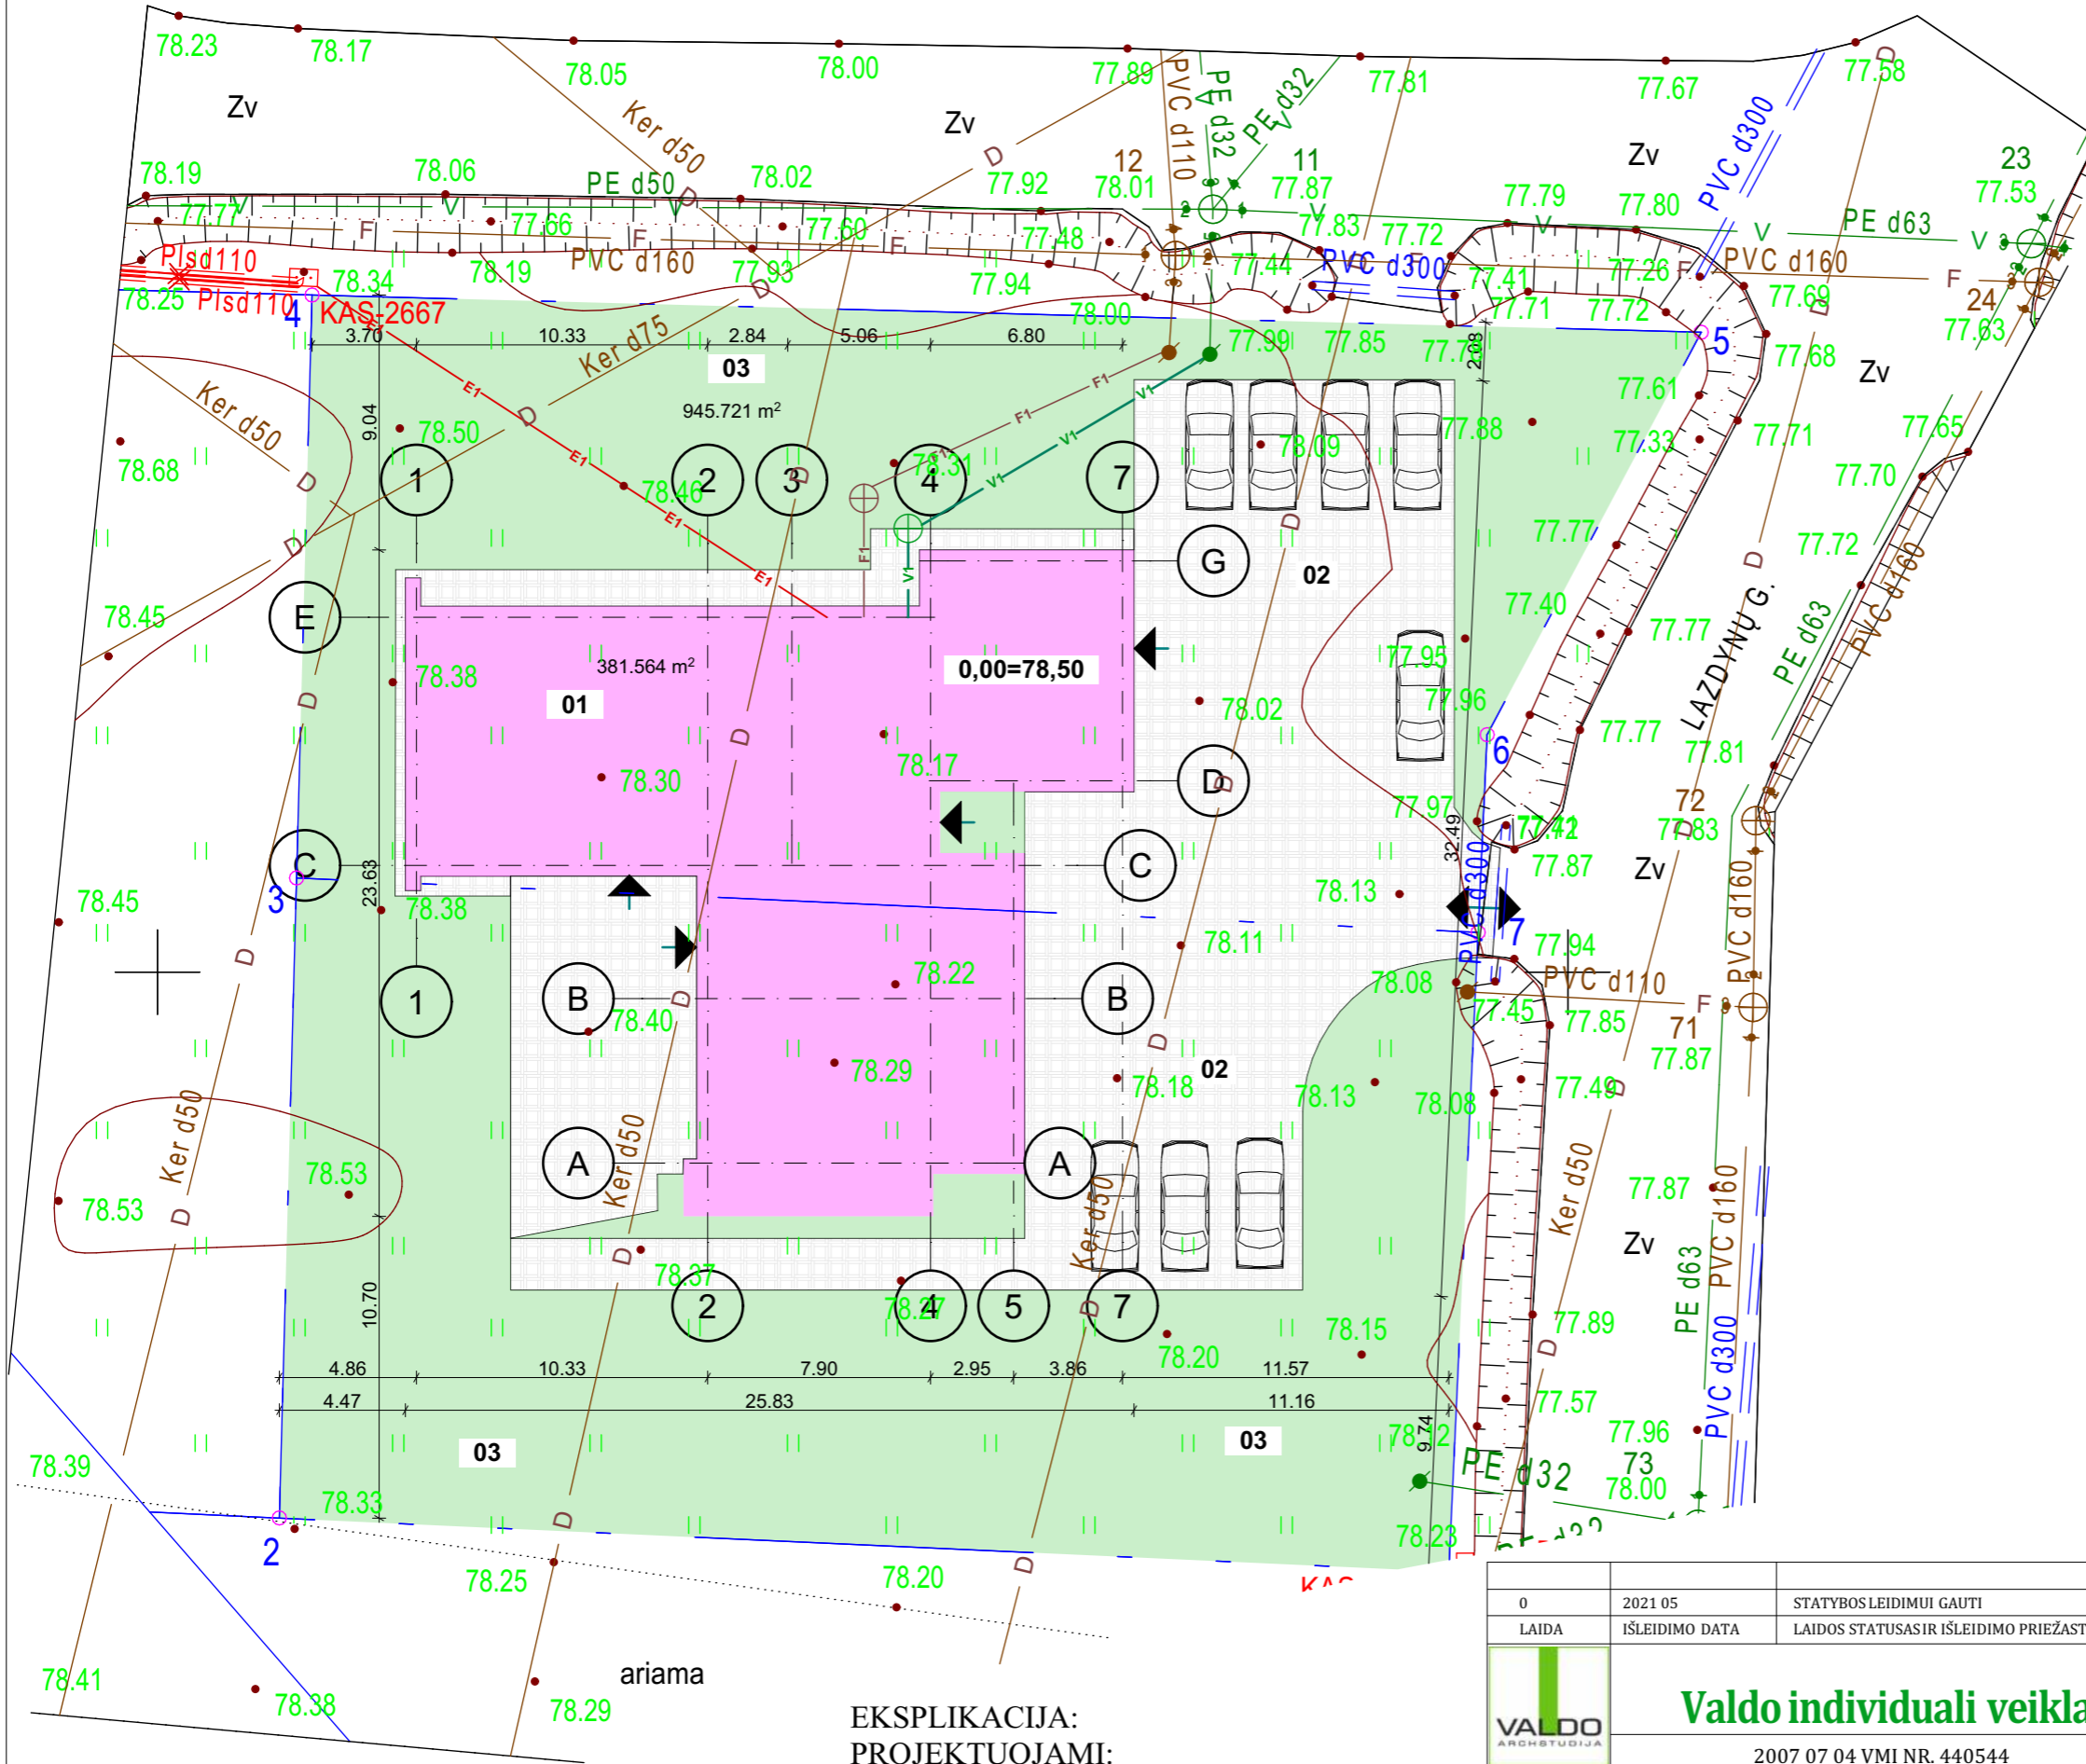 78.23
78.17
78.05
78.00
77.89
77.81
77.67
77.58
Zv
Ker d50
Zv
PVC d110
PE d32
PE d32
Zv
PVC d300
D
78.19
78.06
PE d50
78.02
77.92
12
78.01
11
77.87
77.83
77.79
77.80
23
77.53
77.77
77.66
77.60
77.48
77.44
77.72
77.41
77.26
PE d63
V
F
PVC d160
PVC d300
PVC d160
Plsd110
Plsd110
78.25
78.34
78.19
77.93
77.94
78.00
77.99
77.85
77.71
77.72
77.69
24
77.63
4
KAS-2667
3.70
10.33
2.84
5.06
6.80
2.08
5
77.68
Zv
Ker d75
03
945.721 m²
Ker d50
9.04
E1
F1
V1
78.50
78.68
78.46
78.31
78.09
77.88
77.61
77.33
77.71
77.65
77.70
77.77
77.72
1
2
3
4
7
G
02
E
78.45
78.38
381.564 m²
01
0,00=78,50
77.40
77.95
77.96
77.77
LAZDYNŲ G.
PE d63
PVC d160
78.02
78.30
78.17
D
6
77.77
77.81
72
77.83
77.97
77.87
32.49
PVC d300
C
C
3
23.63
78.45
78.38
78.13
78.11
7
77.94
Zv
PVC d160
1
B
B
78.40
78.22
78.08
77.45
PVC d110
F
71
77.85
77.87
78.29
78.18
02
78.13
78.08
77.49
A
A
Ker d50
78.53
78.53
Ker d50
Ker d50
Ker d50
77.87
Zv
PVC d160
PE d63
PVC d300
10.70
78.37
78.27
2
4
5
7
78.20
78.15
77.89
4.86
10.33
7.90
2.95
3.86
11.57
4.47
25.83
11.16
9.74
77.57
77.96
73
78.00
03
03
78.12
PE d32
78.39
78.33
2
78.23
78.25
78.20
78.41
78.38
78.29
ariama
EKSPLIKACIJA:
PROJEKTUOJAMI:
0 2021 05 STATYBOS LEIDIMUI GAUTI
LAIDA IŠLEIDIMO DATA LAIDOS STATUSAS IR IŠLEIDIMO PRIEŽAST
VALDO
ARCHSTUDIJA
Valdo individuali veikla
2007 07 04 VMI NR. 440544